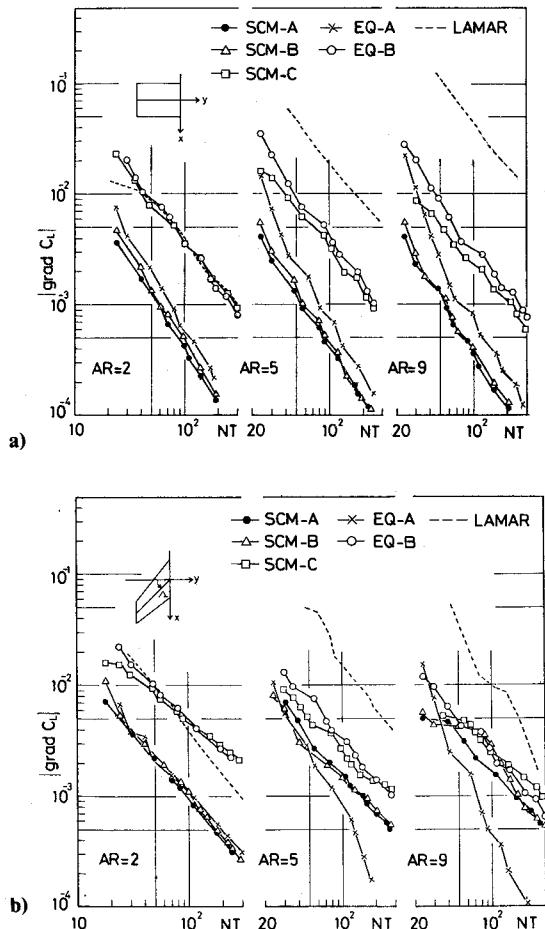 a)
SCM-A
SCM-B
SCM-C
EQ-A
EQ-B
LAMAR
|grad C_L|
10⁻¹
10⁻²
10⁻³
10⁻⁴
y
x
AR=2
AR=5
AR=9
10 10² NT
20 10² NT
20 10² NT
b)
SCM-A
SCM-B
SCM-C
EQ-A
EQ-B
LAMAR
|grad C_L|
10⁻¹
10⁻²
10⁻³
10⁻⁴
y
x
AR=2
AR=5
AR=9
10 10² NT
20 10² NT
20 10² NT